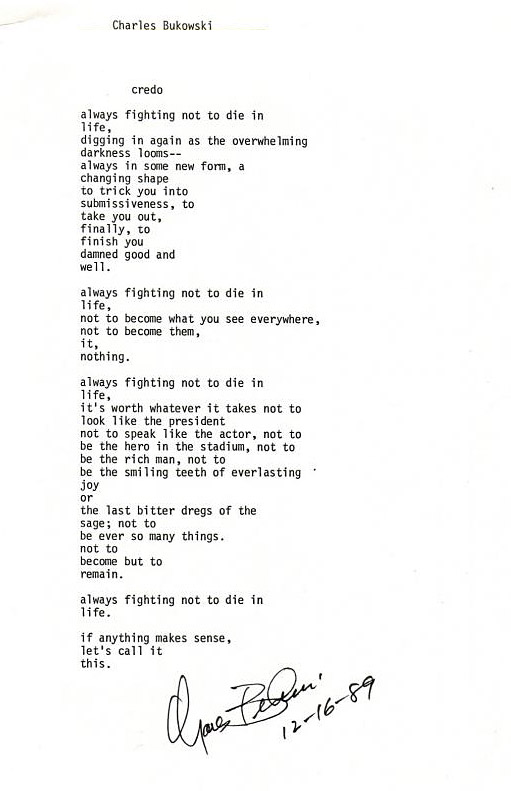 Charles Bukowski
credo
always fighting not to die in
life,
digging in again as the overwhelming
darkness looms--
always in some new form, a
changing shape
to trick you into
submissiveness, to
take you out,
finally, to
finish you
damned good and
well.
always fighting not to die in
life,
not to become what you see everywhere,
not to become them,
it,
nothing.
always fighting not to die in
life,
it's worth whatever it takes not to
look like the president
not to speak like the actor, not to
be the hero in the stadium, not to
be the rich man, not to
be the smiling teeth of everlasting
joy
or
the last bitter dregs of the
sage; not to
be ever so many things.
not to
become but to
remain.
always fighting not to die in
life.
if anything makes sense,
let's call it
this.
Charles Bukowski
12-16-89